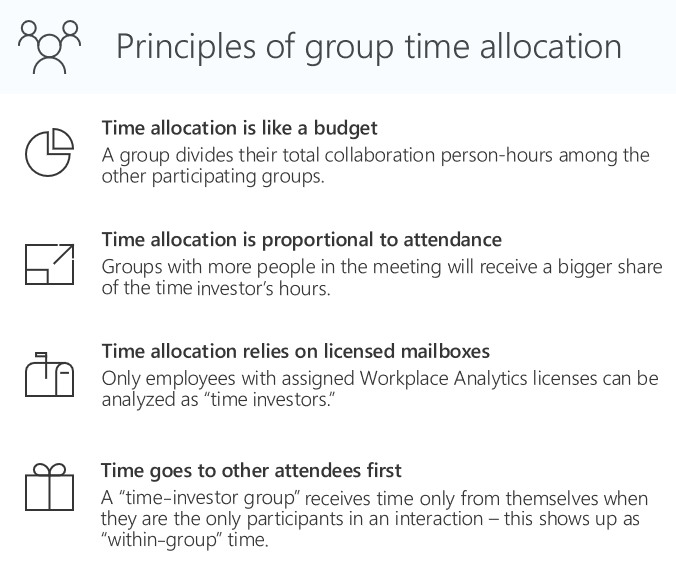 Principles of group time allocation
Time allocation is like a budget
A group divides their total collaboration person-hours among the
other participating groups.
Time allocation is proportional to attendance
Groups with more people in the meeting will receive a bigger share
of the time investor's hours.
Time allocation relies on licensed mailboxes
Only employees with assigned Workplace Analytics licenses can be
analyzed as “time investors.”
Time goes to other attendees first
A “time-investor group” receives time only from themselves when
they are the only participants in an interaction – this shows up as
“within-group” time.